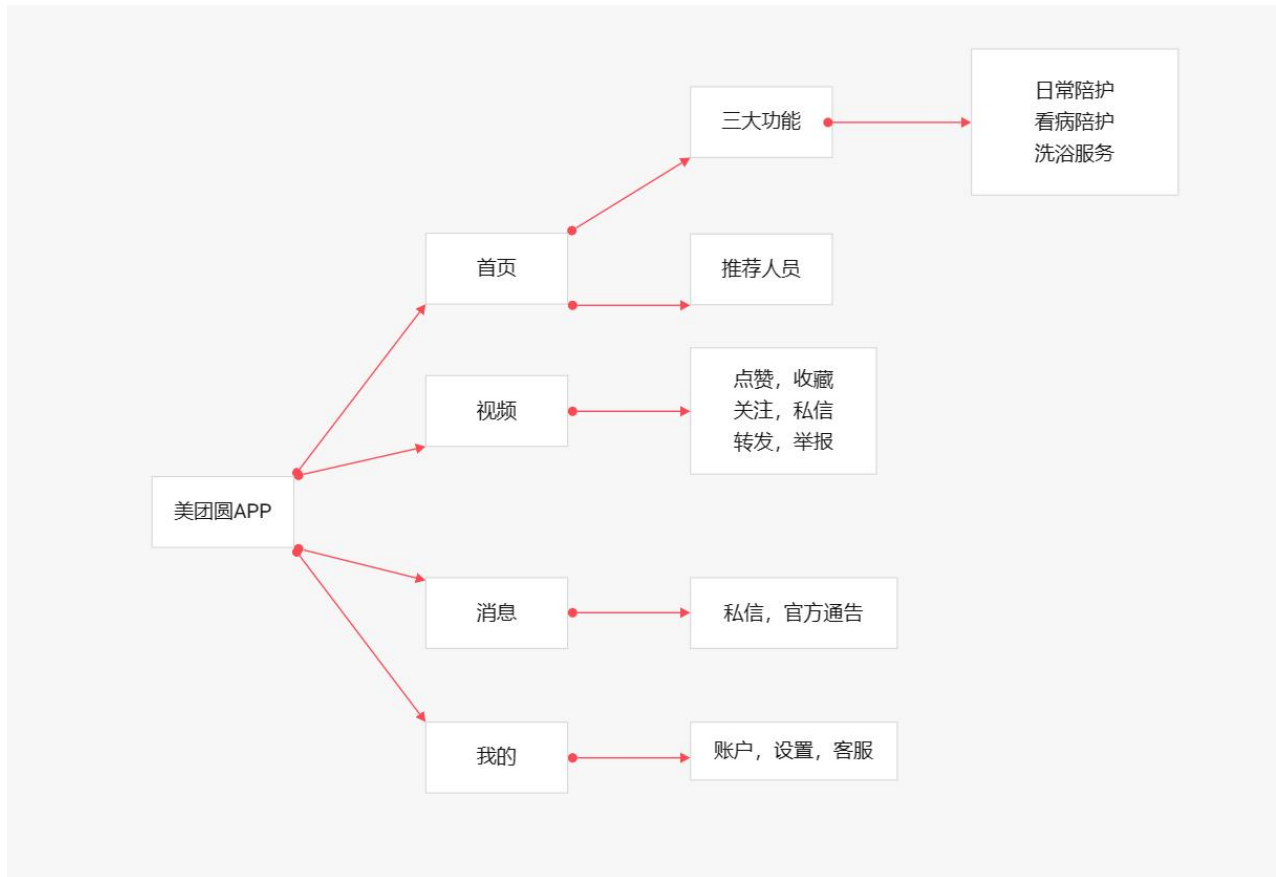 三大功能
日常陪护
看病陪护
洗浴服务
首页
推荐人员
视频
点赞，收藏
关注，私信
转发，举报
美团圆APP
消息
私信，官方通告
我的
账户，设置，客服